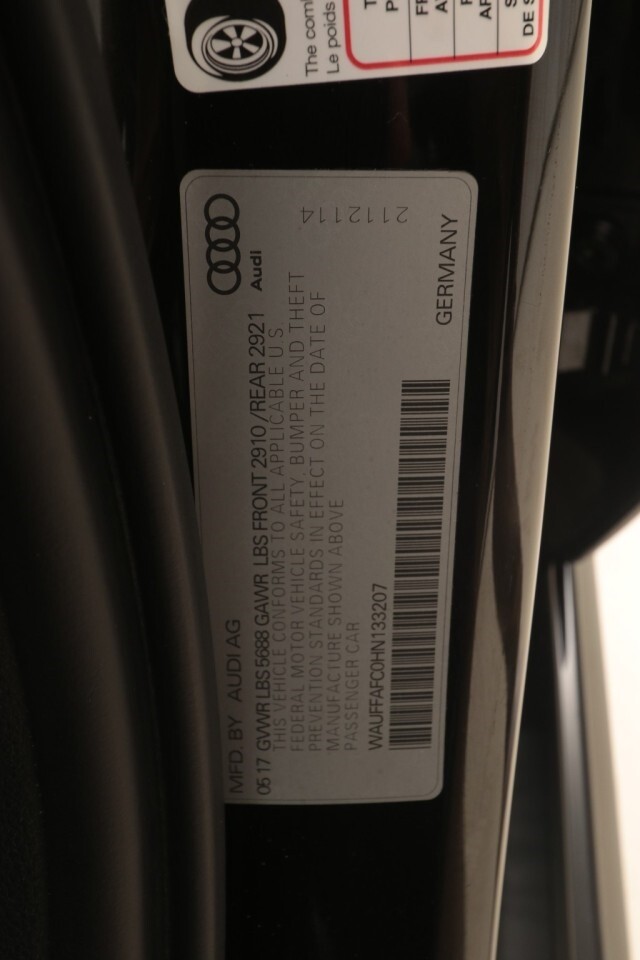 The com
Le poids
Audi
2112114
MFD. BY AUDI AG
05 17 GVWR LBS 5688 GAWR LBS FRONT 2910 /REAR 2921
THIS VEHICLE CONFORMS TO ALL APPLICABLE U S
FEDERAL MOTOR VEHICLE SAFETY, BUMPER AND THEFT
PREVENTION STANDARDS IN EFFECT ON THE DATE OF
MANUFACTURE SHOWN ABOVE
PASSENGER CAR
WAUFFAFC0HN133207
GERMANY